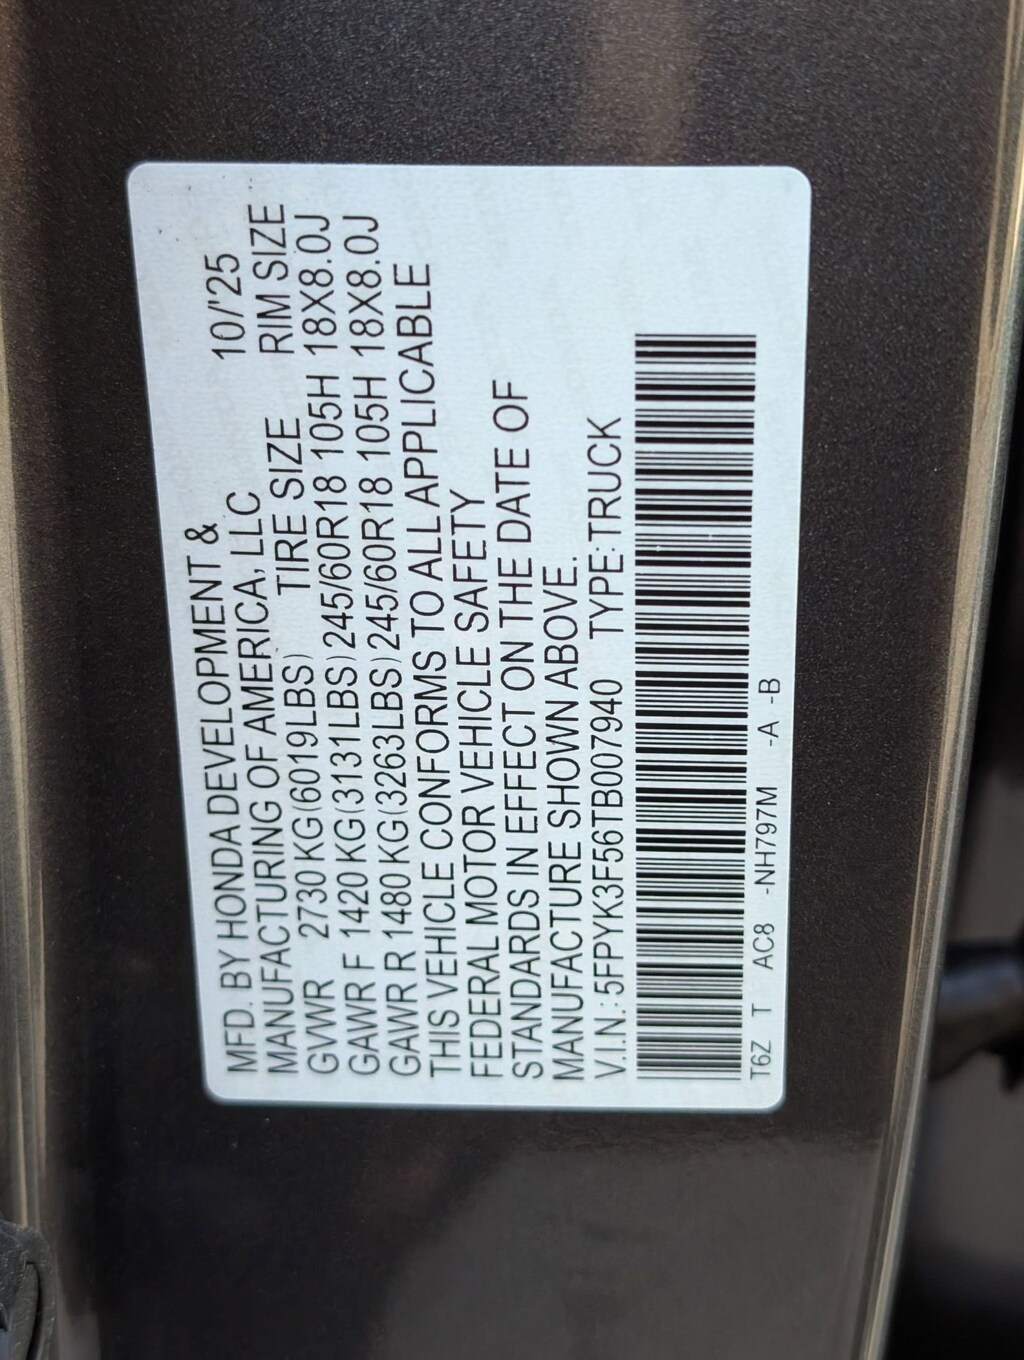 MFD. BY HONDA DEVELOPMENT &
MANUFACTURING OF AMERICA, LLC 10/'25
GVWR 2730 KG (6019LBS) TIRE SIZE RIM SIZE
GAWR F 1420 KG (3131LBS) 245/60R18 105H 18X8.0J
GAWR R 1480 KG (3263LBS) 245/60R18 105H 18X8.0J
THIS VEHICLE CONFORMS TO ALL APPLICABLE
FEDERAL MOTOR VEHICLE SAFETY
STANDARDS IN EFFECT ON THE DATE OF
MANUFACTURE SHOWN ABOVE.
V.I.N.: 5FPYK3F56TB007940 TYPE: TRUCK
T6Z T AC8 -NH797M -A -B